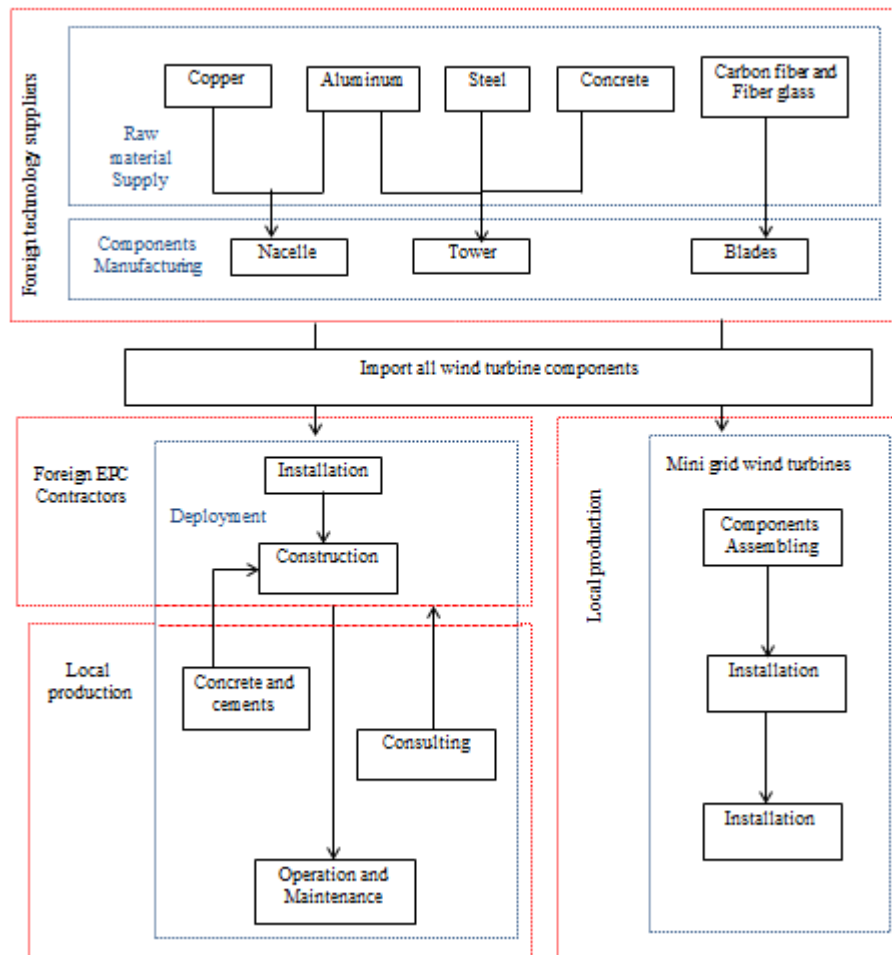 Foreign technology suppliers
Raw
material
Supply
Copper
Aluminum
Steel
Concrete
Carbon fiber and
Fiber glass
Components
Manufacturing
Nacelle
Tower
Blades
Import all wind turbine components
Foreign EPC
Contractors
Deployment
Installation
Construction
Local
production
Concrete and
cements
Consulting
Operation and
Maintenance
Local production
Mini grid wind turbines
Components
Assembling
Installation
Installation